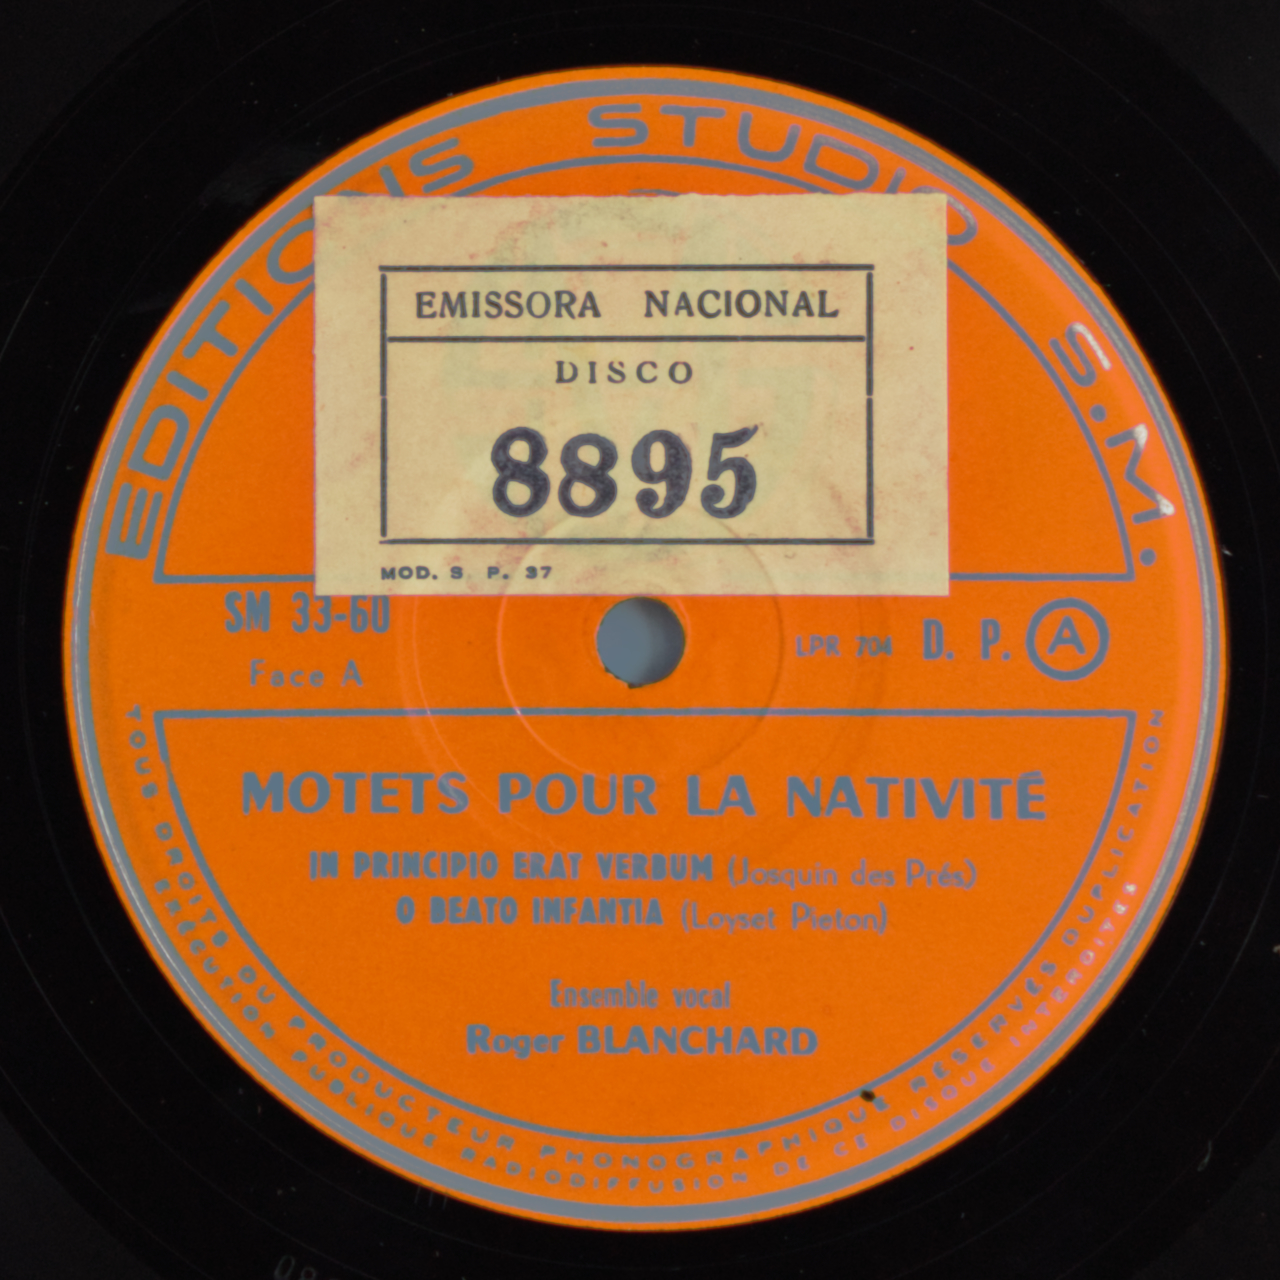 EDITIONS STUDIO S.M.
EMISSORA NACIONAL
DISCO
8895
MOD. S P. 37
SM 33-60
Face A
LPR 704 D. P. A
MOTETS POUR LA NATIVITÉ
IN PRINCIPIO ERAT VERBUM (Josquin des Prés)
O BEATO INFANTIA (Loyset Pieton)
Ensemble vocal
Roger BLANCHARD
TOUS DROITS DU PRODUCTEUR PHONOGRAPHIQUE RÉSERVÉS DUPLICATION
EXÉCUTION PUBLIQUE RADIODIFFUSION DE CE DISQUE INTERDITES